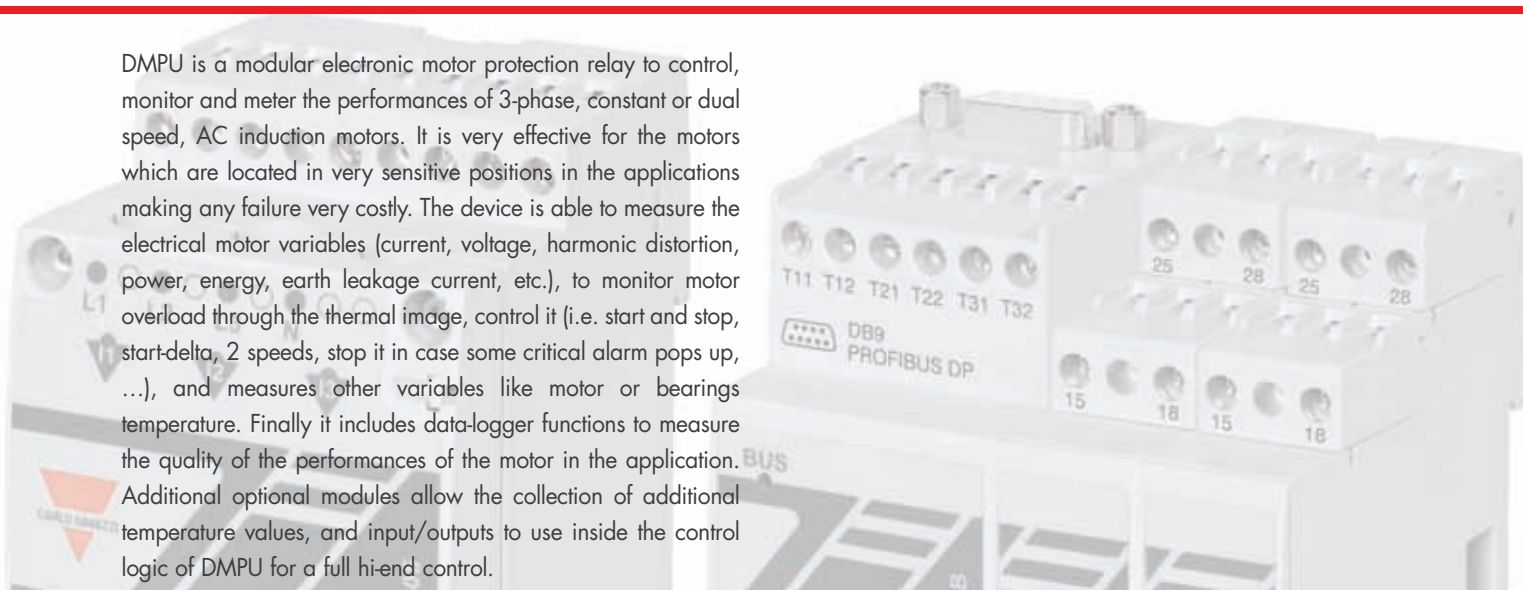 DMPU is a modular electronic motor protection relay to control,
monitor and meter the performances of 3-phase, constant or dual
speed, AC induction motors. It is very effective for the motors
which are located in very sensitive positions in the applications
making any failure very costly. The device is able to measure the
electrical motor variables (current, voltage, harmonic distortion,
power, energy, earth leakage current, etc.), to monitor motor
overload through the thermal image, control it (i.e. start and stop,
start-delta, 2 speeds, stop it in case some critical alarm pops up,
…), and measures other variables like motor or bearings
temperature. Finally it includes data-logger functions to measure
the quality of the performances of the motor in the application.
Additional optional modules allow the collection of additional
temperature values, and input/outputs to use inside the control
logic of DMPU for a full hi-end control.
L1
N
CARLO GAVAZZI
25 28 25 28
T11 T12 T21 T22 T31 T32
DB9
PROFIBUS DP
15 18 15 18
BUS